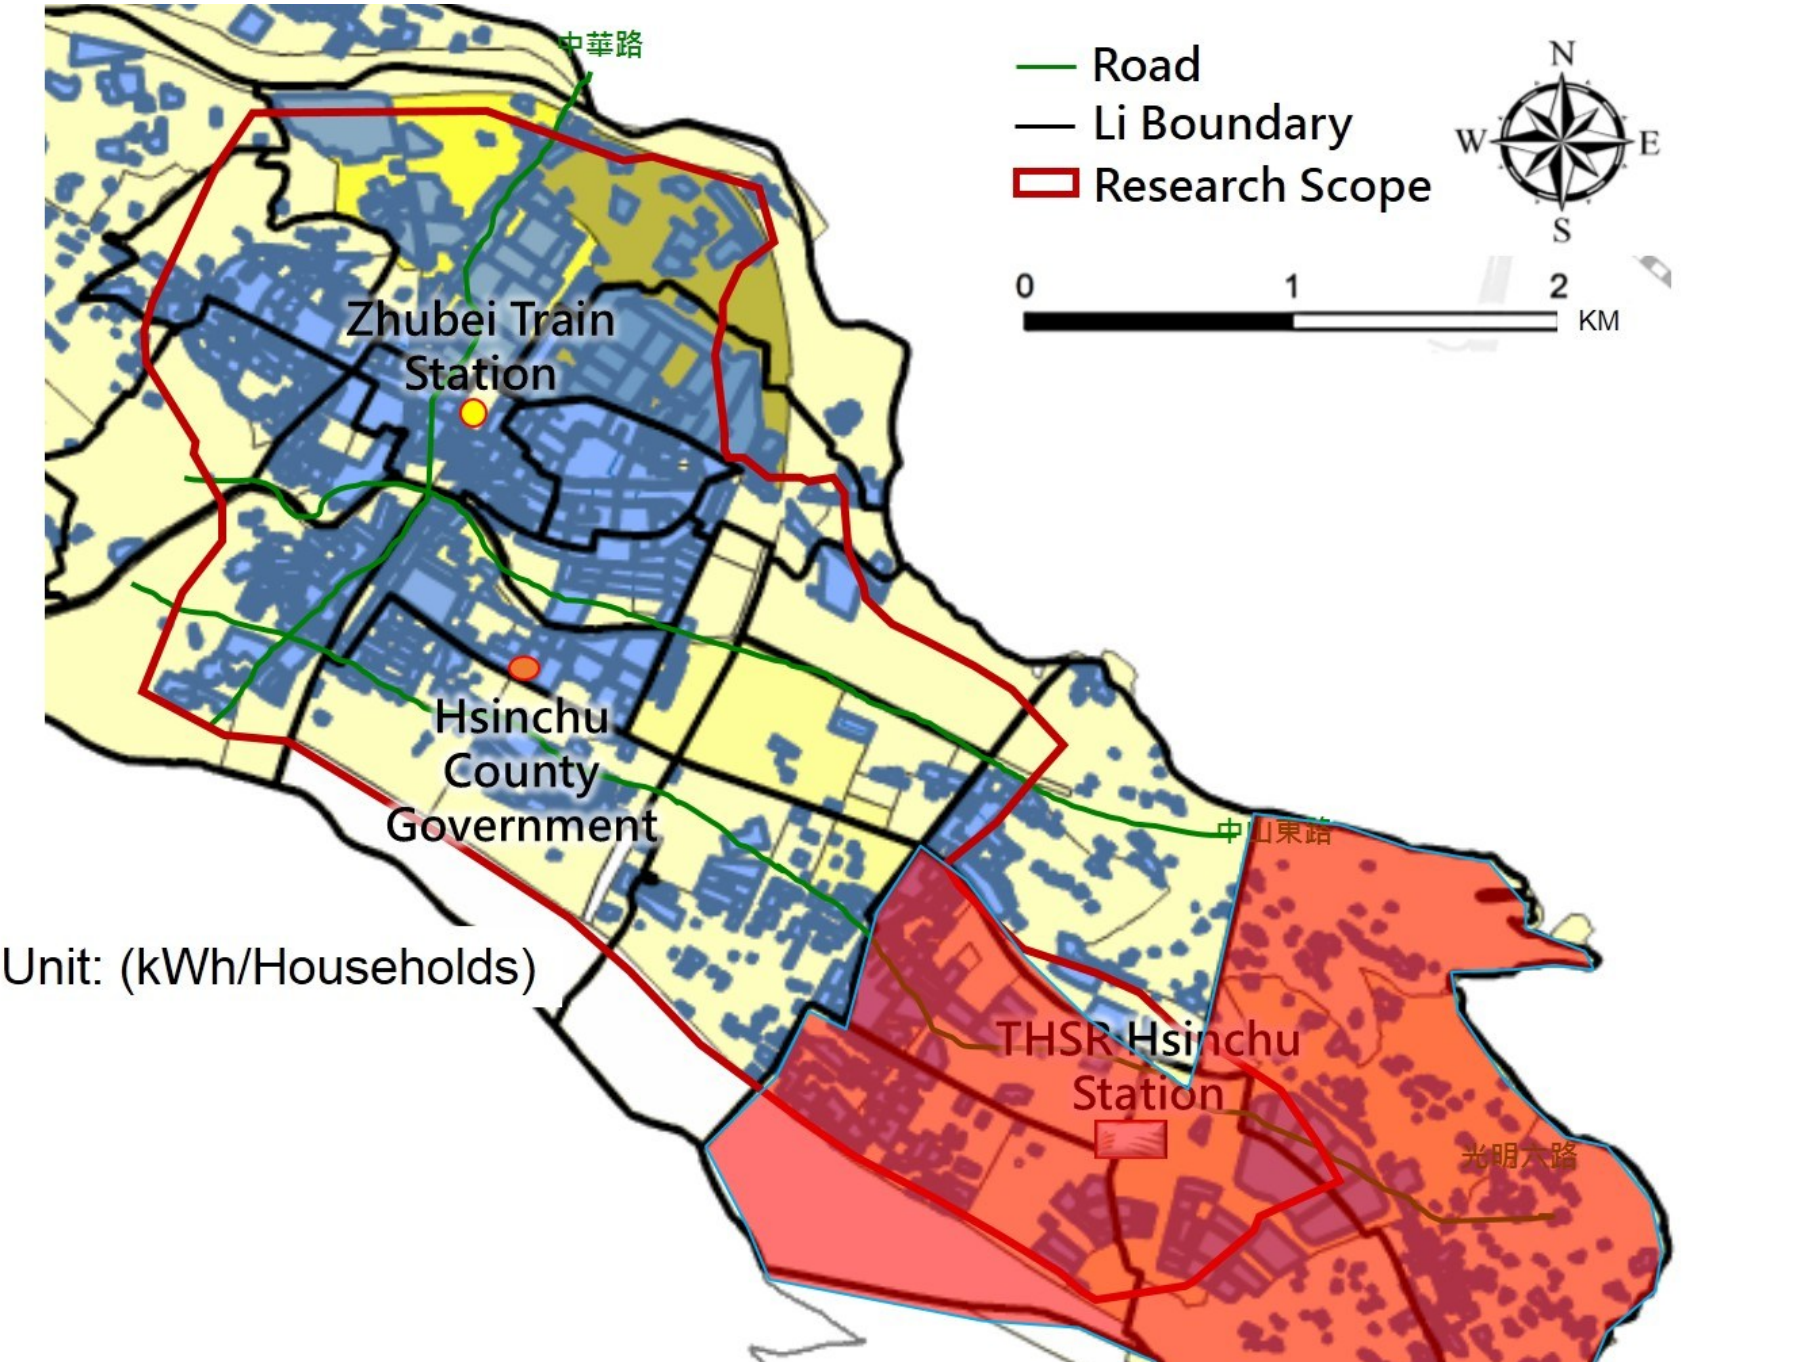 中華路
Road
Li Boundary
Research Scope
N
W
E
S
0
1
2
KM
Zhubei Train
Station
Hsinchu
County
Government
中山東路
Unit: (kWh/Households)
THSR Hsinchu
Station
光明六路